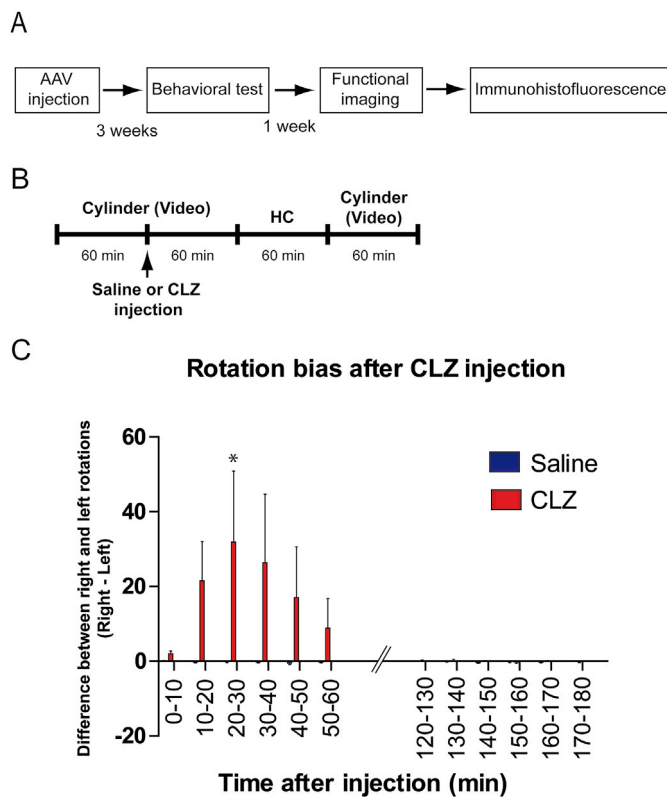 A
AAV
injection
Behavioral test
Functional
imaging
Immunohistofluorescence
3 weeks
1 week
B
Cylinder (Video)
HC
Cylinder
(Video)
60 min
60 min
60 min
60 min
Saline or CLZ
injection
C
Rotation bias after CLZ injection
Difference between right and left rotations
(Right - Left)
60
40
20
0
-20
*
Saline
CLZ
0-10
10-20
20-30
30-40
40-50
50-60
120-130
130-140
140-150
150-160
160-170
170-180
Time after injection (min)